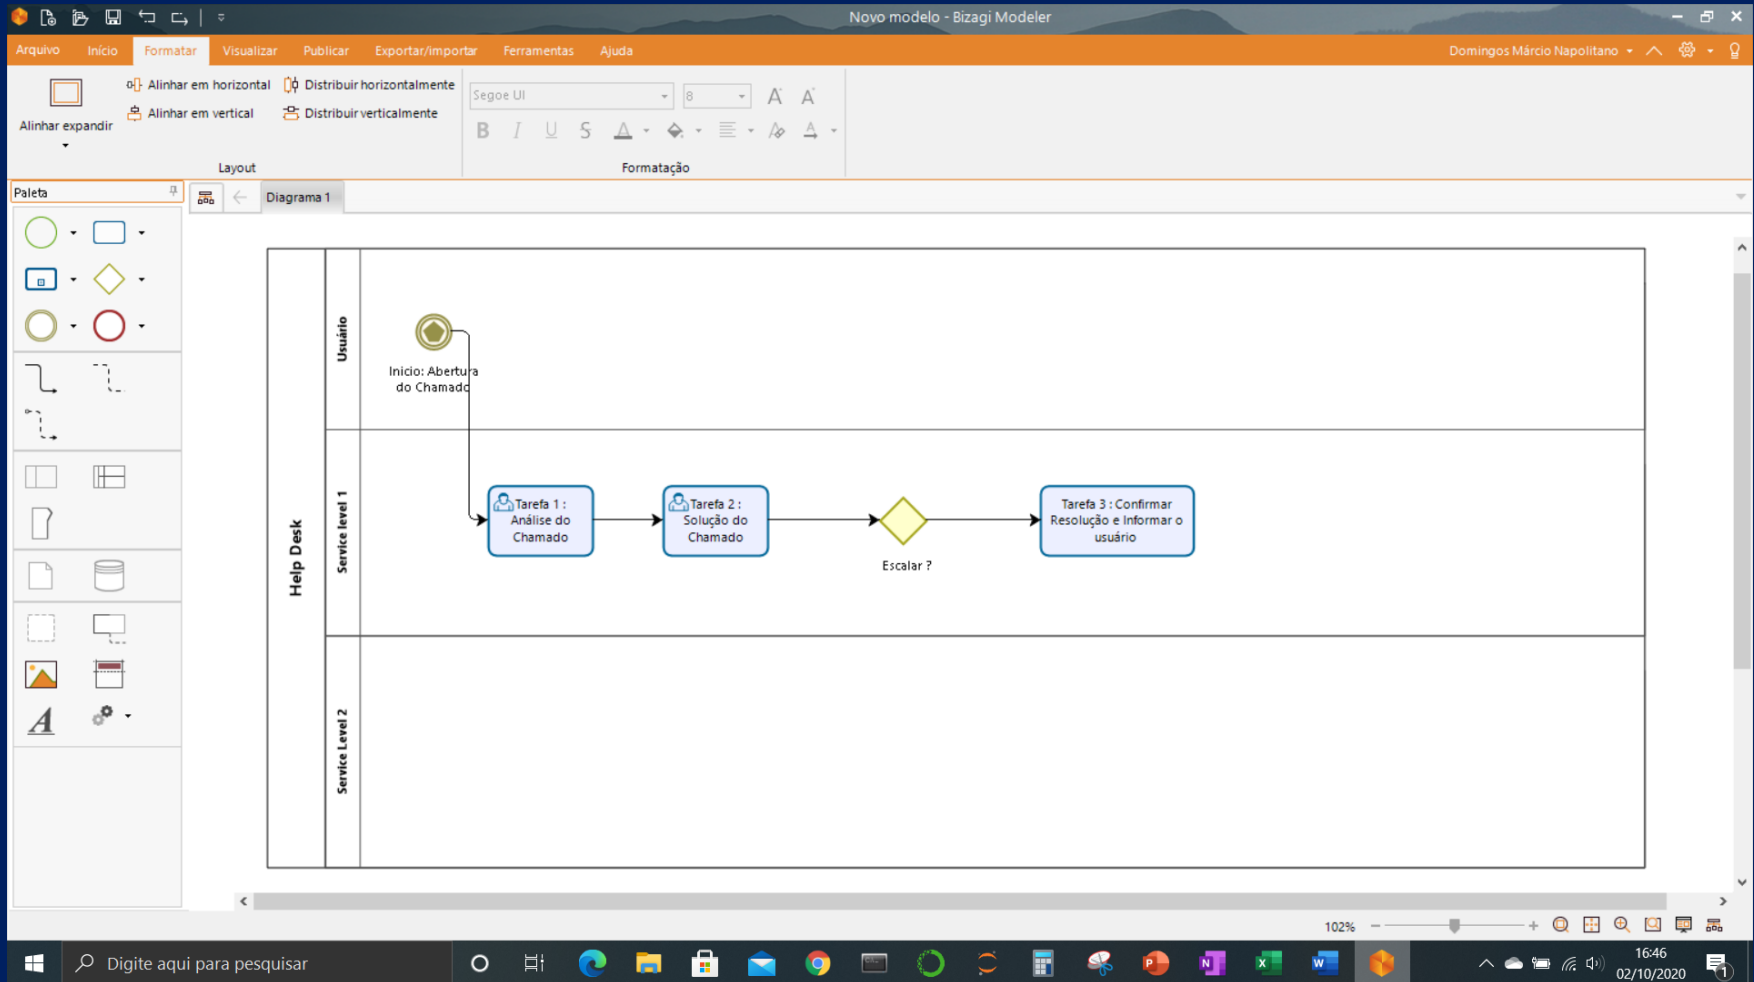 Novo modelo - Bizagi Modeler
Arquivo Início Formatar Visualizar Publicar Exportar/importar Ferramentas Ajuda Domingos Márcio Napolitano
Alinhar expandir
Alinhar em horizontal
Alinhar em vertical
Distribuir horizontalmente
Distribuir verticalmente
Layout
Segoe UI 8
A A
B I U S A A
Formatação
Paleta
Diagrama 1
Help Desk
Usuário
Inicio: Abertura
do Chamado
Service level 1
Tarefa 1 :
Análise do
Chamado
Tarefa 2 :
Solução do
Chamado
Escalar ?
Tarefa 3 : Confirmar
Resolução e Informar o
usuário
Service Level 2
A
102%
Digite aqui para pesquisar
16:46
02/10/2020
1